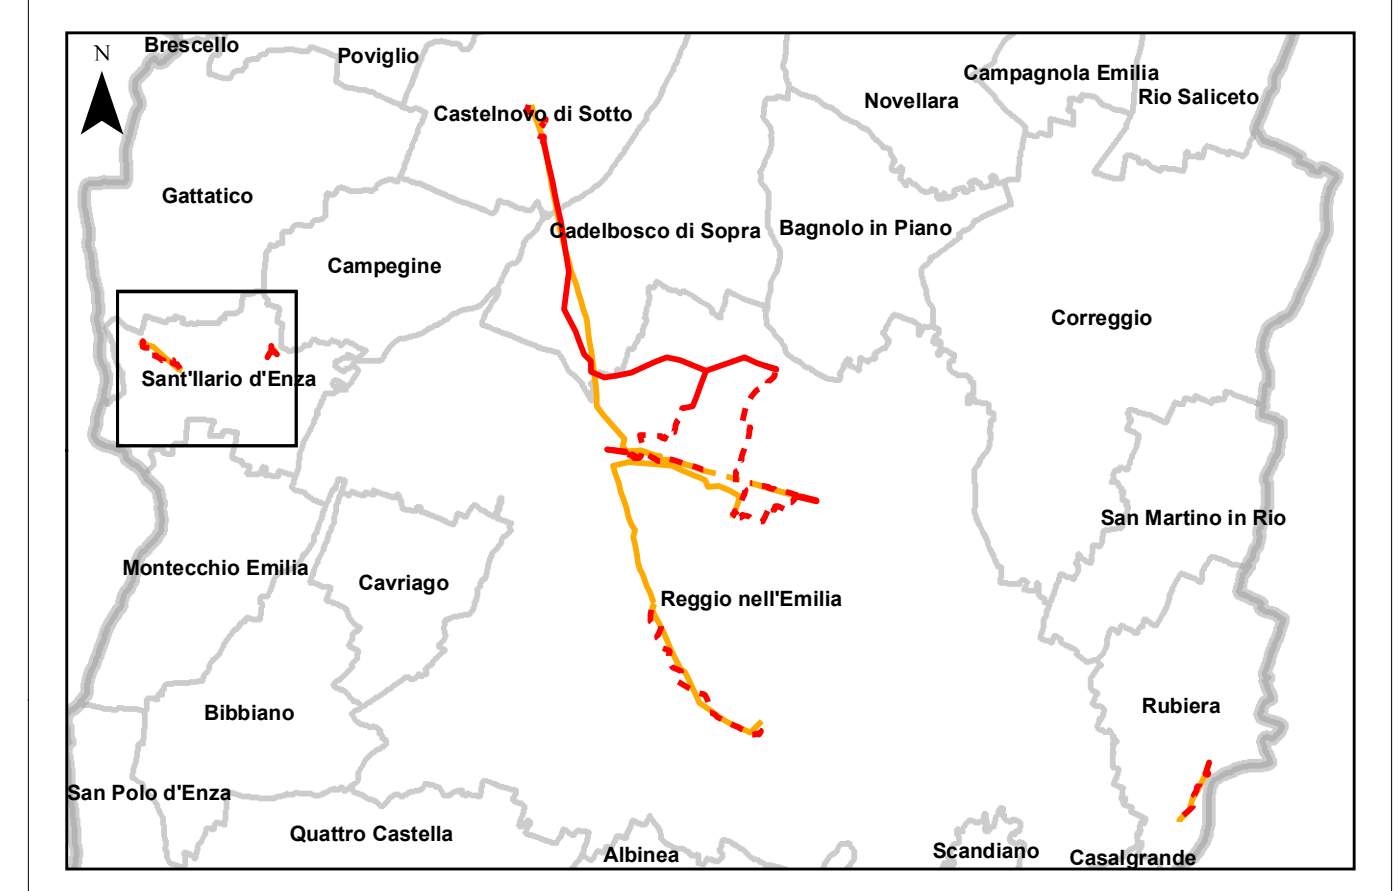 Brescello
N
Poviglio
Campagnola Emilia
Rio Saliceto
Novellara
Castelnovo di Sotto
Gattatico
Cadelbosco di Sopra
Bagnolo in Piano
Campegine
Correggio
Sant'Ilario d'Enza
San Martino in Rio
Montecchio Emilia
Cavriago
Reggio nell'Emilia
Rubiera
Bibbiano
San Polo d'Enza
Quattro Castella
Albinea
Scandiano
Casalgrande